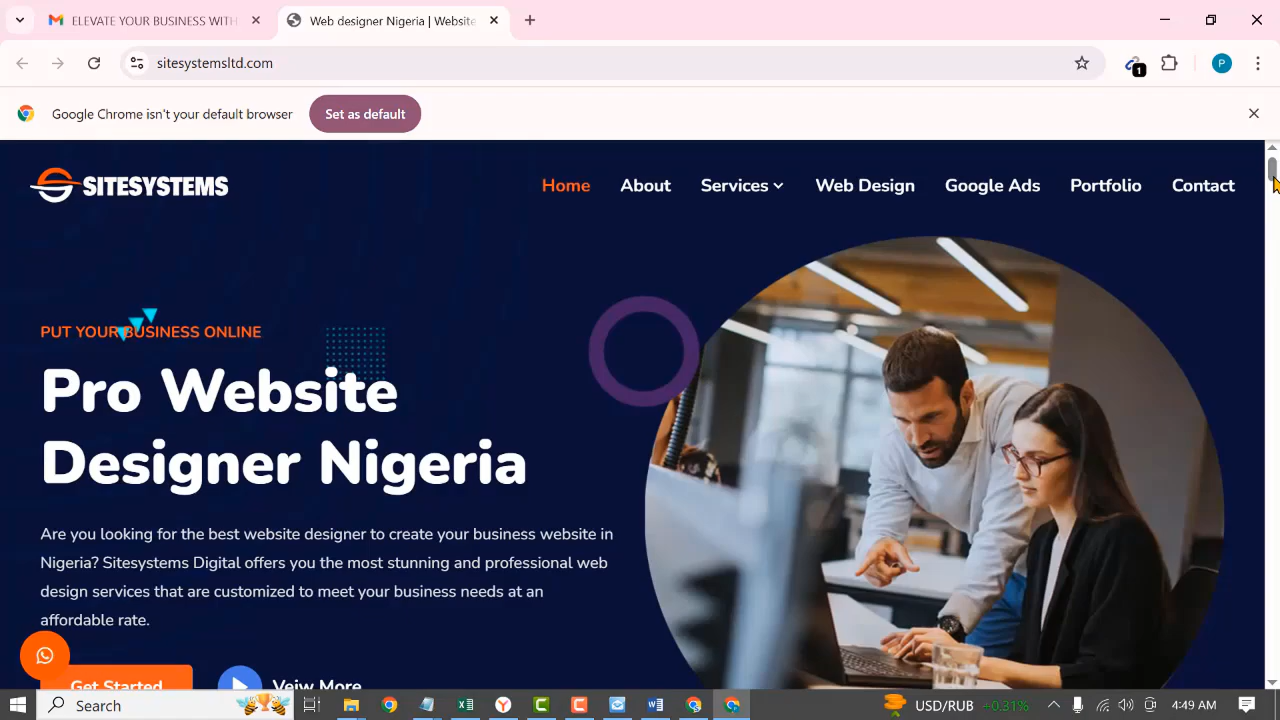 ELEVATE YOUR BUSINESS WITH
Web designer Nigeria | Website
sitesystemsltd.com
1
P
Google Chrome isn't your default browser
Set as default
SITESYSTEMS
Home
About
Services
Web Design
Google Ads
Portfolio
Contact
PUT YOUR BUSINESS ONLINE
Pro Website
Designer Nigeria
Are you looking for the best website designer to create your business website in
Nigeria? Sitesystems Digital offers you the most stunning and professional web
design services that are customized to meet your business needs at an
affordable rate.
Get Started
Veiw More
Search
USD/RUB
+0.31%
4:49 AM